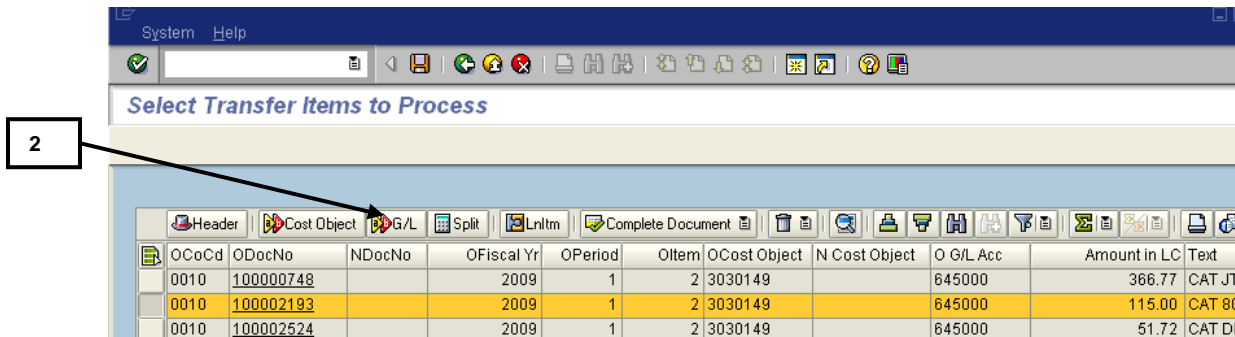 System Help
Select Transfer Items to Process
2
Header Cost Object G/L Split LnItm Complete Document
OCoCd ODocNo NDocNo OFiscal Yr OPeriod OItem OCost Object N Cost Object O G/L Acc Amount in LC Text
0010 100000748 2009 1 2 3030149 645000 366.77 CAT JT
0010 100002193 2009 1 2 3030149 645000 115.00 CAT 80
0010 100002524 2009 1 2 3030149 645000 51.72 CAT